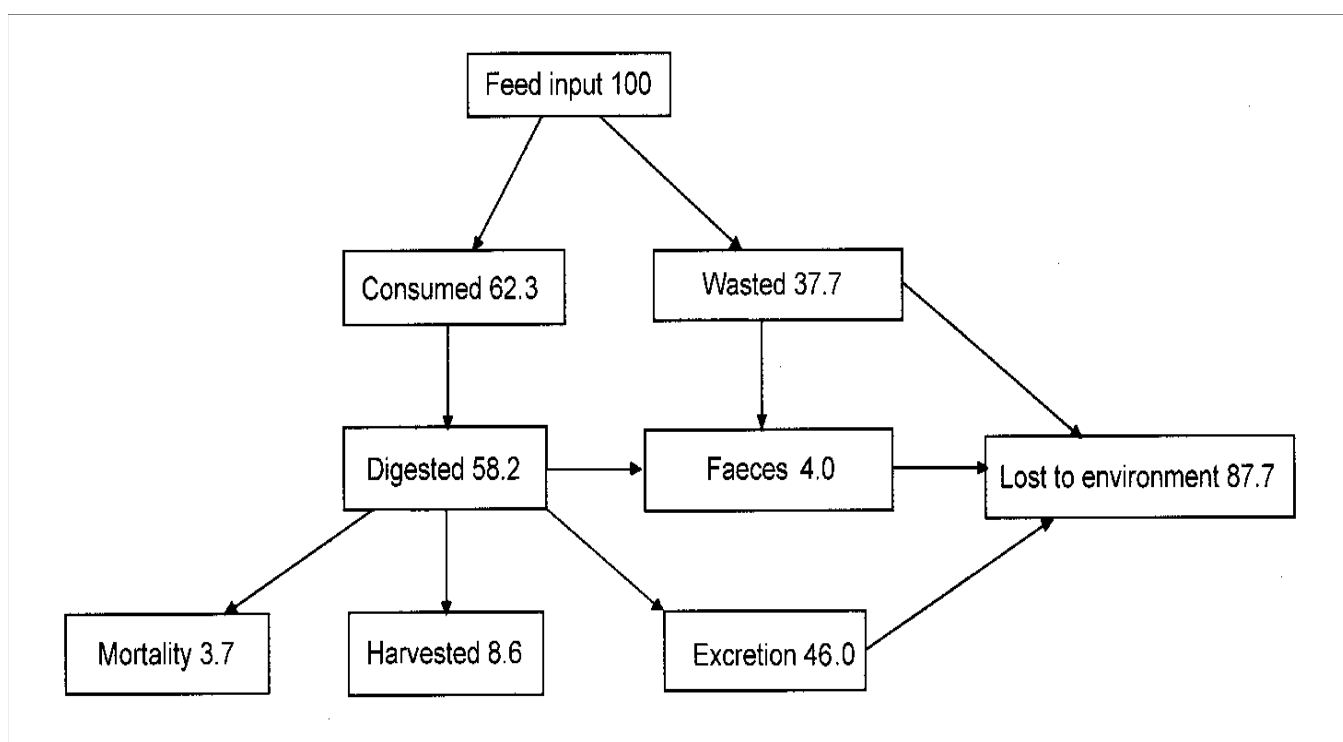 Feed input 100
Consumed 62.3
Wasted 37.7
Digested 58.2
Faeces 4.0
Lost to environment 87.7
Mortality 3.7
Harvested 8.6
Excretion 46.0